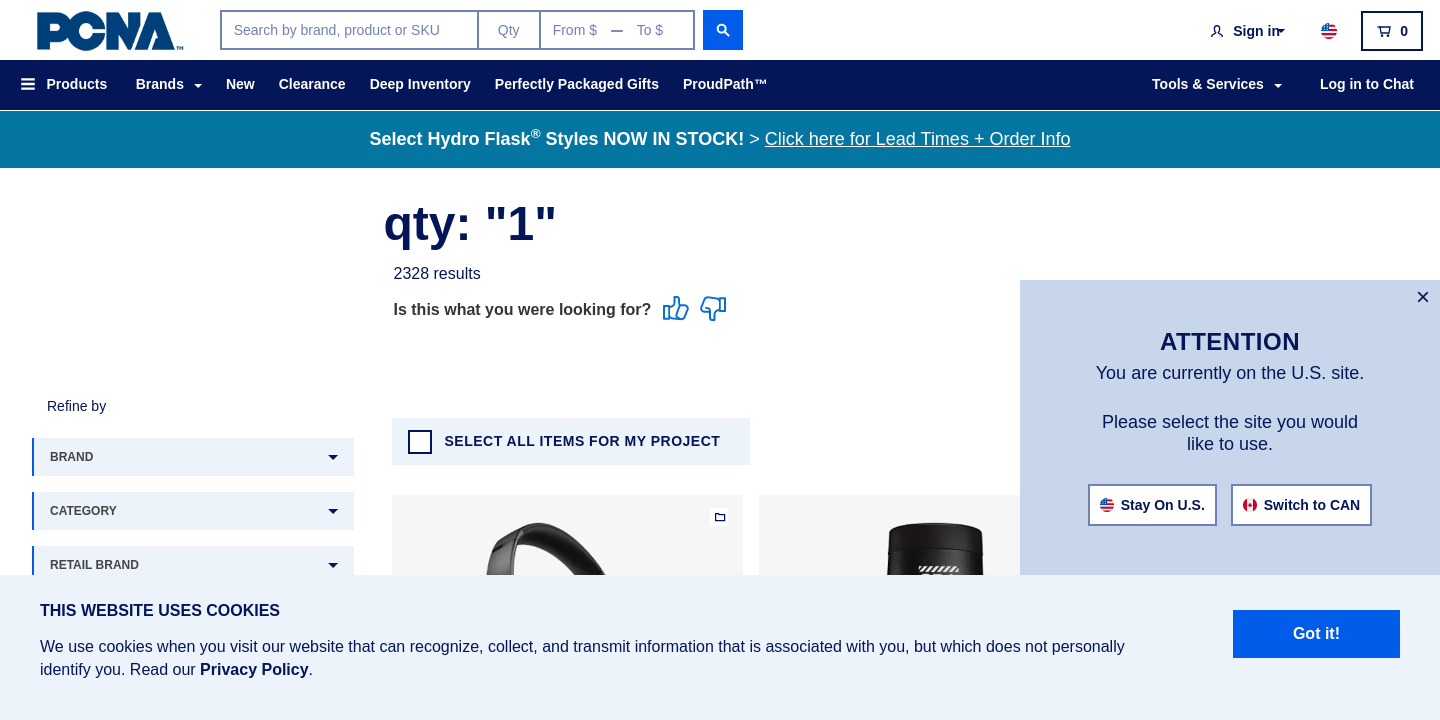 PCNA™
Search by brand, product or SKU
Qty
From $ — To $
Sign in
0
Products
Brands
New
Clearance
Deep Inventory
Perfectly Packaged Gifts
ProudPath™
Tools & Services
Log in to Chat
Select Hydro Flask® Styles NOW IN STOCK! > Click here for Lead Times + Order Info
qty: "1"
2328 results
Is this what you were looking for?
Refine by
BRAND
CATEGORY
RETAIL BRAND
SELECT ALL ITEMS FOR MY PROJECT
×
ATTENTION
You are currently on the U.S. site.
Please select the site you would
like to use.
Stay On U.S.
Switch to CAN
THIS WEBSITE USES COOKIES
We use cookies when you visit our website that can recognize, collect, and transmit information that is associated with you, but which does not personally
identify you. Read our Privacy Policy.
Got it!